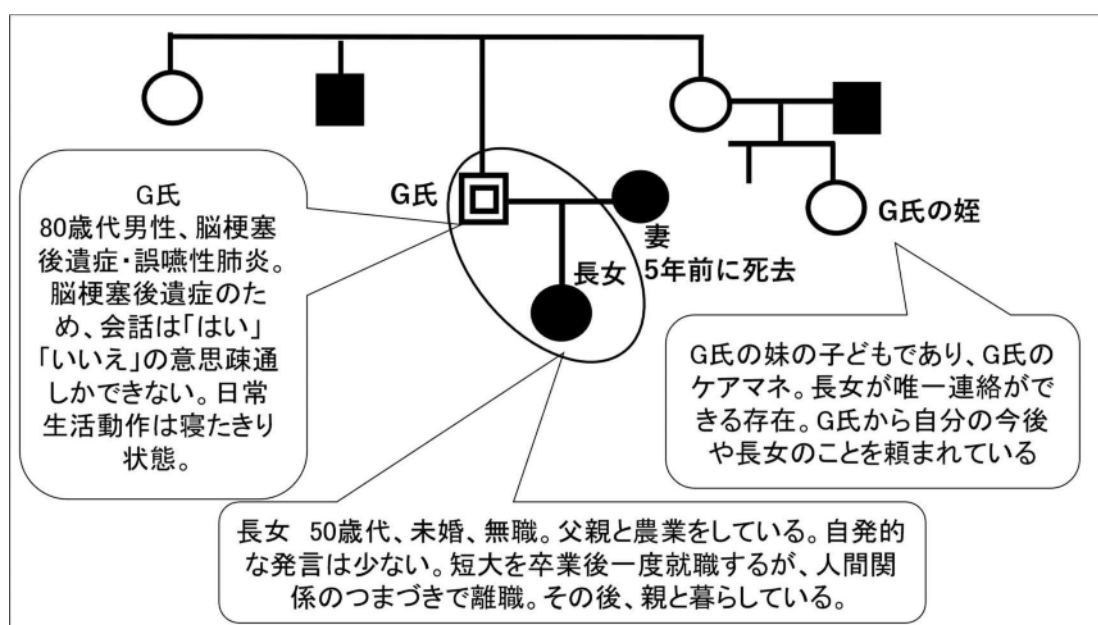 G氏
80歳代男性、脳梗塞
後遺症・誤嚥性肺炎。
脳梗塞後遺症のた
め、会話は「はい」
「いいえ」の意思疎通
しかできない。日常
生活動作は寝たきり
状態。
G氏
妻
5年前に死去
長女
G氏の姪
G氏の妹の子どもであり、G氏の
ケアマネ。長女が唯一連絡がで
きる存在。G氏から自分の今後
や長女のことを頼まれている
長女 50歳代、未婚、無職。父親と農業をしている。自発的
な発言は少ない。短大を卒業後一度就職するが、人間関
係のつまづきで離職。その後、親と暮らしている。